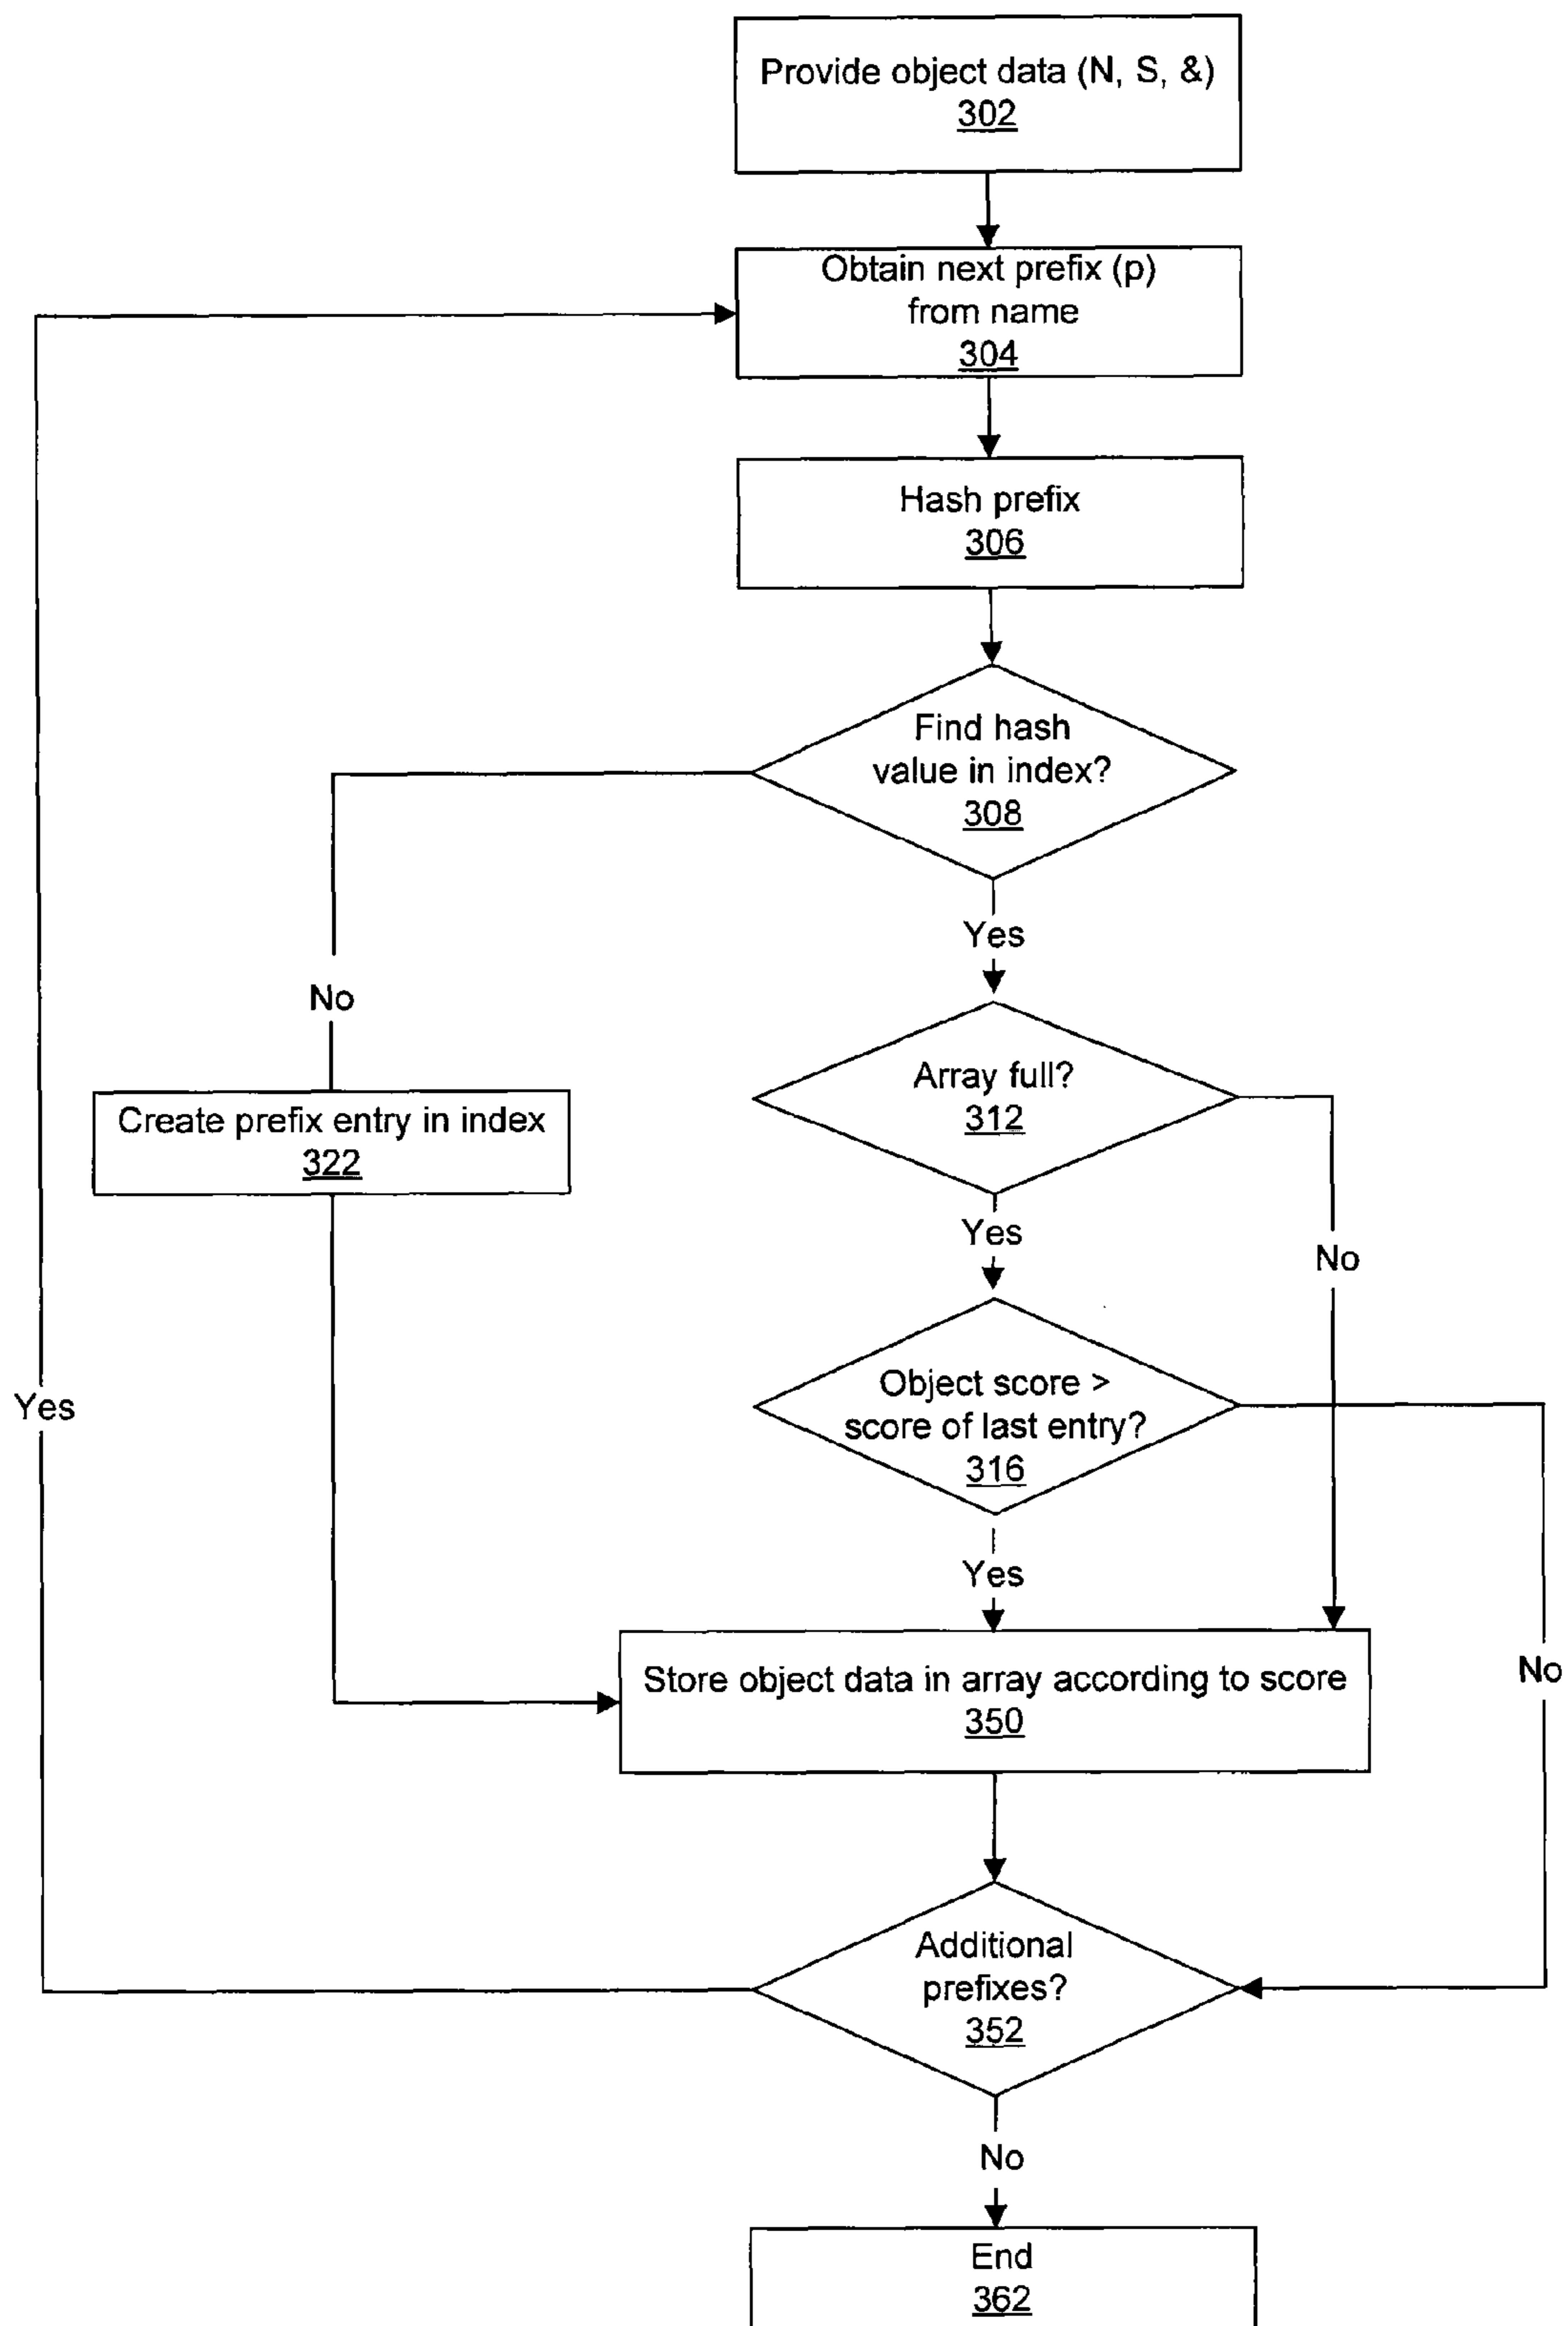 Provide object data (N, S, &)
302
Obtain next prefix (p)
from name
304
Hash prefix
306
Find hash
value in index?
308
Yes
No
Array full?
312
Create prefix entry in index
322
Yes
No
Object score >
score of last entry?
316
Yes
Yes
No
Store object data in array according to score
350
Additional
prefixes?
352
No
End
362